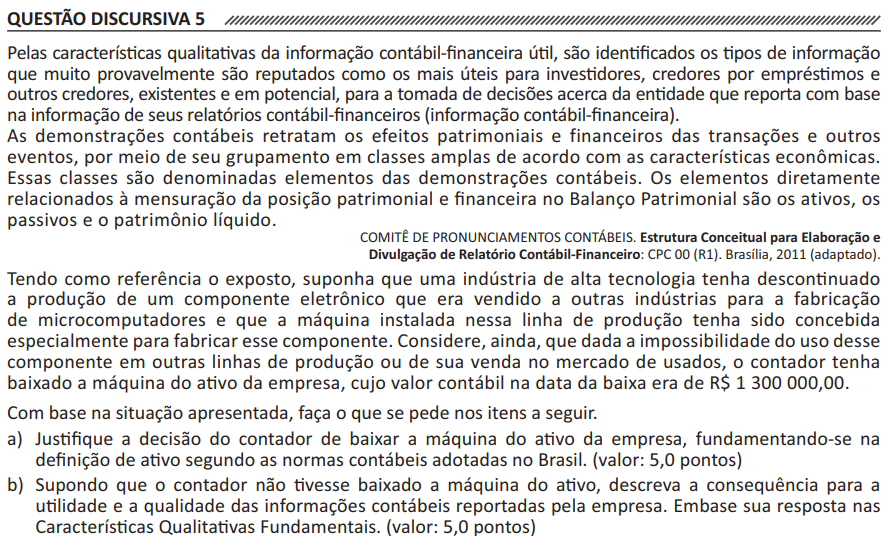 QUESTÃO DISCURSIVA 5
Pelas características qualitativas da informação contábil-financeira útil, são identificados os tipos de informação
que muito provavelmente são reputados como os mais úteis para investidores, credores por empréstimos e
outros credores, existentes e em potencial, para a tomada de decisões acerca da entidade que reporta com base
na informação de seus relatórios contábil-financeiros (informação contábil-financeira).
As demonstrações contábeis retratam os efeitos patrimoniais e financeiros das transações e outros
eventos, por meio de seu grupamento em classes amplas de acordo com as características econômicas.
Essas classes são denominadas elementos das demonstrações contábeis. Os elementos diretamente
relacionados à mensuração da posição patrimonial e financeira no Balanço Patrimonial são os ativos, os
passivos e o patrimônio líquido.
COMITÊ DE PRONUNCIAMENTOS CONTÁBEIS. Estrutura Conceitual para Elaboração e
Divulgação de Relatório Contábil-Financeiro: CPC 00 (R1). Brasília, 2011 (adaptado).
Tendo como referência o exposto, suponha que uma indústria de alta tecnologia tenha descontinuado
a produção de um componente eletrônico que era vendido a outras indústrias para a fabricação
de microcomputadores e que a máquina instalada nessa linha de produção tenha sido concebida
especialmente para fabricar esse componente. Considere, ainda, que dada a impossibilidade do uso desse
componente em outras linhas de produção ou de sua venda no mercado de usados, o contador tenha
baixado a máquina do ativo da empresa, cujo valor contábil na data da baixa era de R$ 1 300 000,00.
Com base na situação apresentada, faça o que se pede nos itens a seguir.
a) Justifique a decisão do contador de baixar a máquina do ativo da empresa, fundamentando-se na
definição de ativo segundo as normas contábeis adotadas no Brasil. (valor: 5,0 pontos)
b) Supondo que o contador não tivesse baixado a máquina do ativo, descreva a consequência para a
utilidade e a qualidade das informações contábeis reportadas pela empresa. Embase sua resposta nas
Características Qualitativas Fundamentais. (valor: 5,0 pontos)